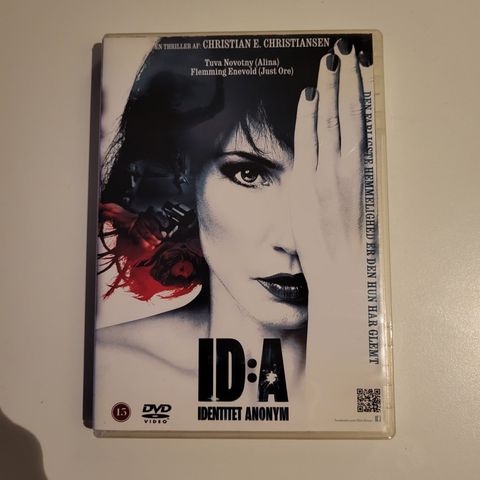 EN THRILLER AF: CHRISTIAN E. CHRISTIANSEN
Tuva Novotny (Alina)
Flemming Enevold (Just Ore)
DEN FARLIGSTE HEMMELIGHED ER DEN HUN HAR GLEMT
ID:A
IDENTITET ANONYM
15
DVD
VIDEO